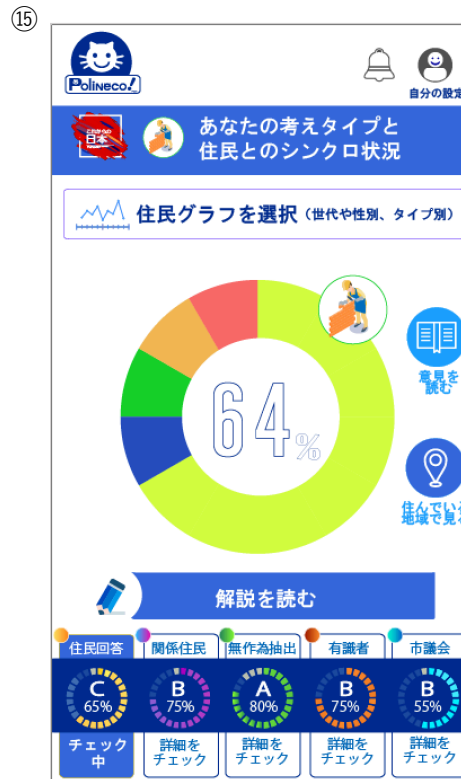 ⑮
Polineco!
自分の設定
これからの
日本
あなたの考えタイプと
住民とのシンクロ状況
住民グラフを選択（世代や性別、タイプ別）
64%
意見を
読む
住んでいる
地域で見る
解説を読む
住民回答
関係住民
無作為抽出
有識者
市議会
C
65%
B
75%
A
80%
B
75%
B
55%
チェック
中
詳細を
チェック
詳細を
チェック
詳細を
チェック
詳細を
チェック